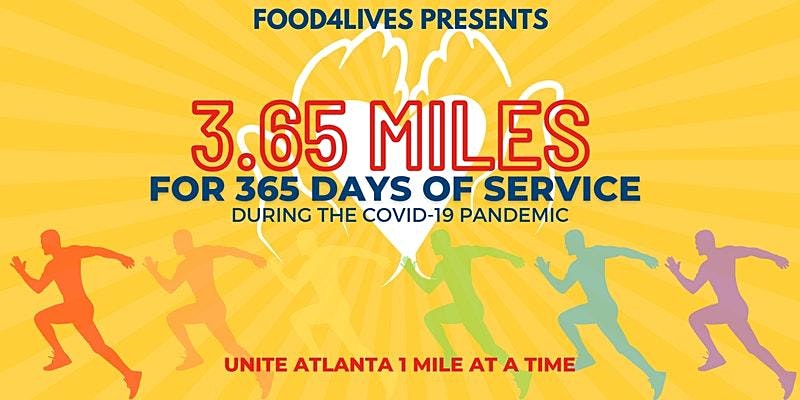 FOOD4LIVES PRESENTS
3.65 MILES
FOR 365 DAYS OF SERVICE
DURING THE COVID-19 PANDEMIC
UNITE ATLANTA 1 MILE AT A TIME